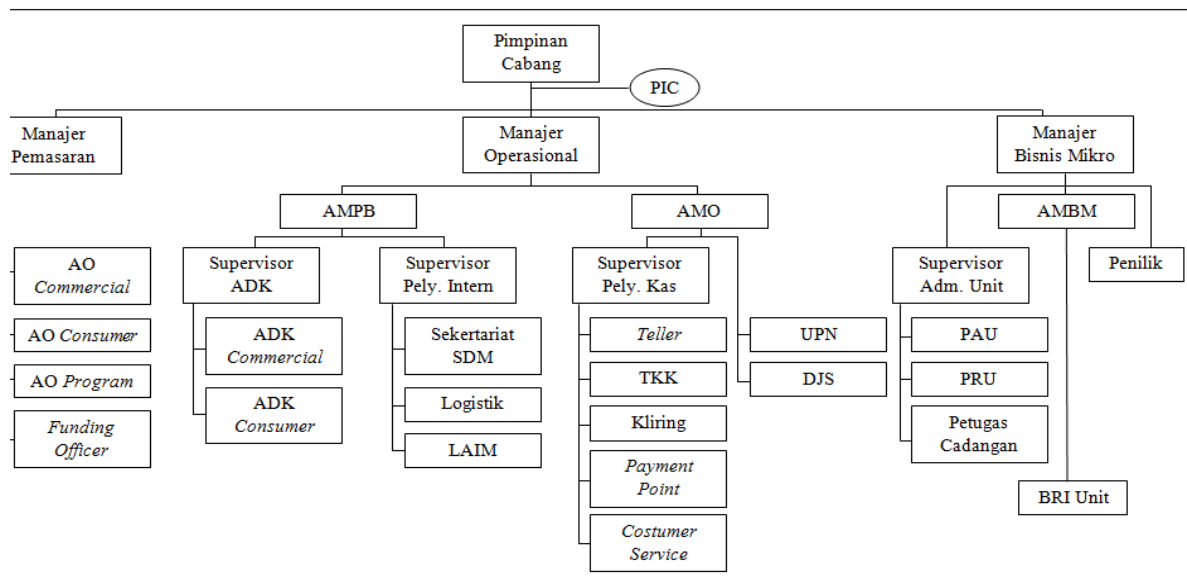 Pimpinan
Cabang
PIC
Manajer
Pemasaran
Manajer
Operasional
Manajer
Bisnis Mikro
AMPB
AMO
AMBM
AO
Commercial
AO Consumer
AO Program
Funding
Officer
Supervisor
ADK
ADK
Commercial
ADK
Consumer
Supervisor
Pely. Intern
Sekertariat
SDM
Logistik
LAIM
Supervisor
Pely. Kas
Teller
TKK
Kliring
Payment
Point
Costumer
Service
UPN
DJS
Supervisor
Adm. Unit
PAU
PRU
Petugas
Cadangan
BRI Unit
Penilik